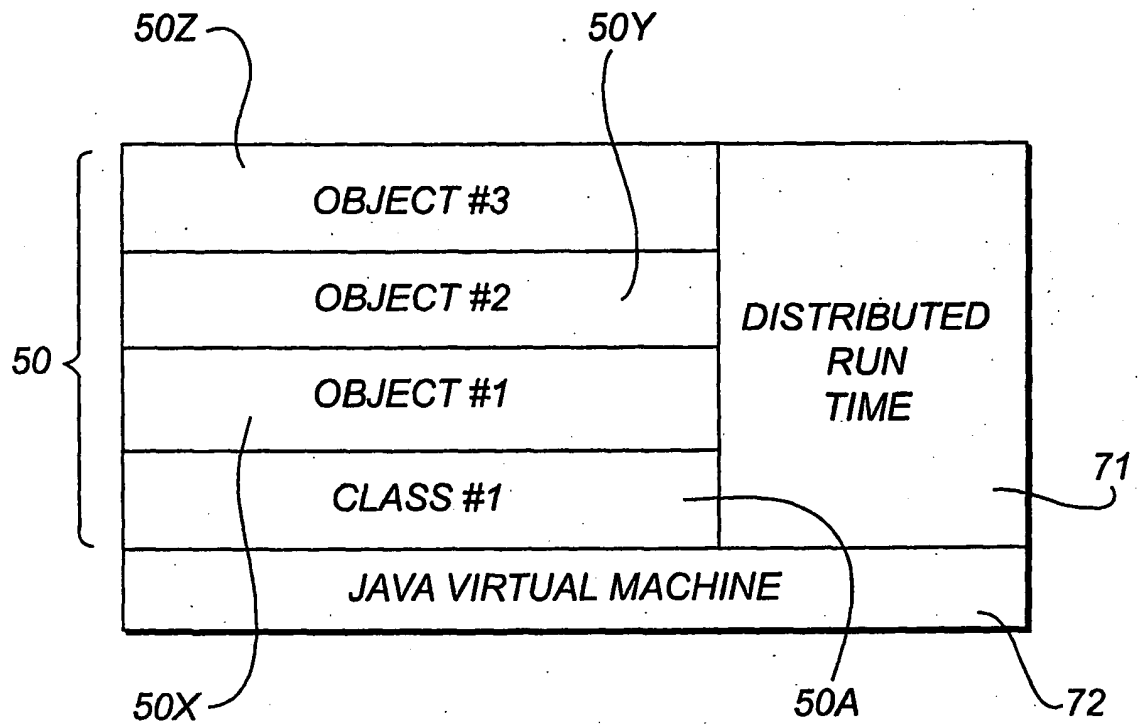 50Z
50Y
OBJECT #3
OBJECT #2
DISTRIBUTED
RUN
TIME
50
OBJECT #1
71
CLASS #1
JAVA VIRTUAL MACHINE
50X
50A
72